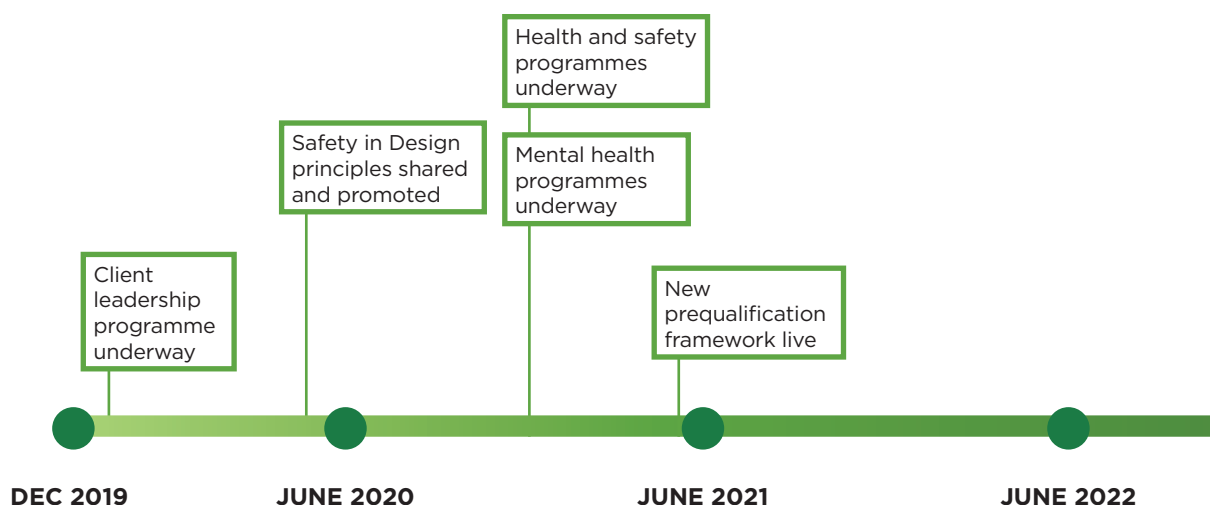 Health and safety
programmes
underway
Safety in Design
principles shared
and promoted
Mental health
programmes
underway
Client
leadership
programme
underway
New
prequalification
framework live
DEC 2019
JUNE 2020
JUNE 2021
JUNE 2022